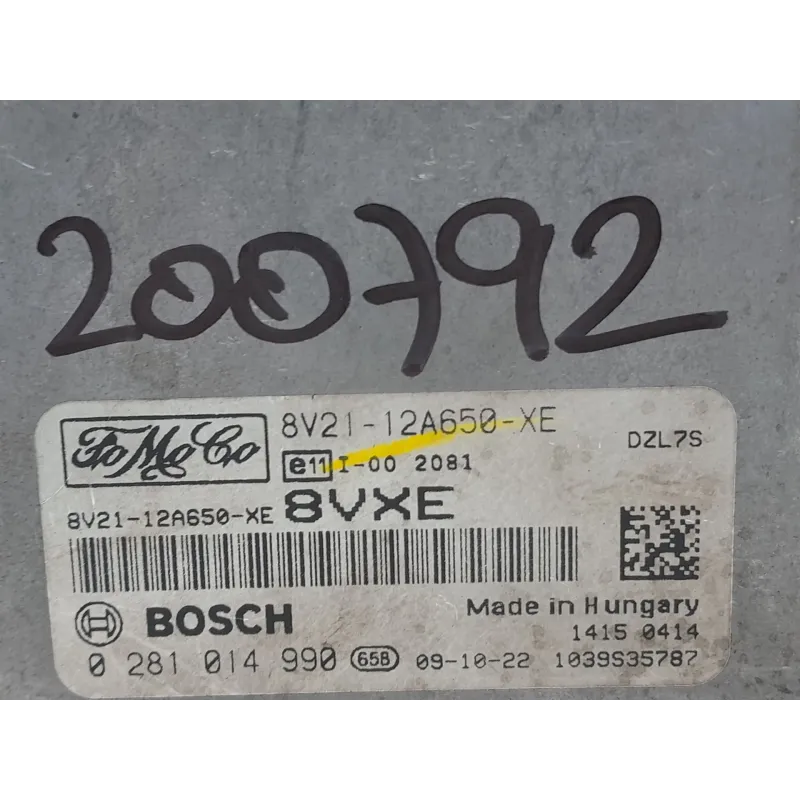 200792
FoMoCo
8V21-12A650-XE
DZL7S
e11 I-00 2081
8V21-12A650-XE 8VXE
BOSCH
Made in Hungary
1415 0414
0 281 014 990 65B 09-10-22 1039S35787